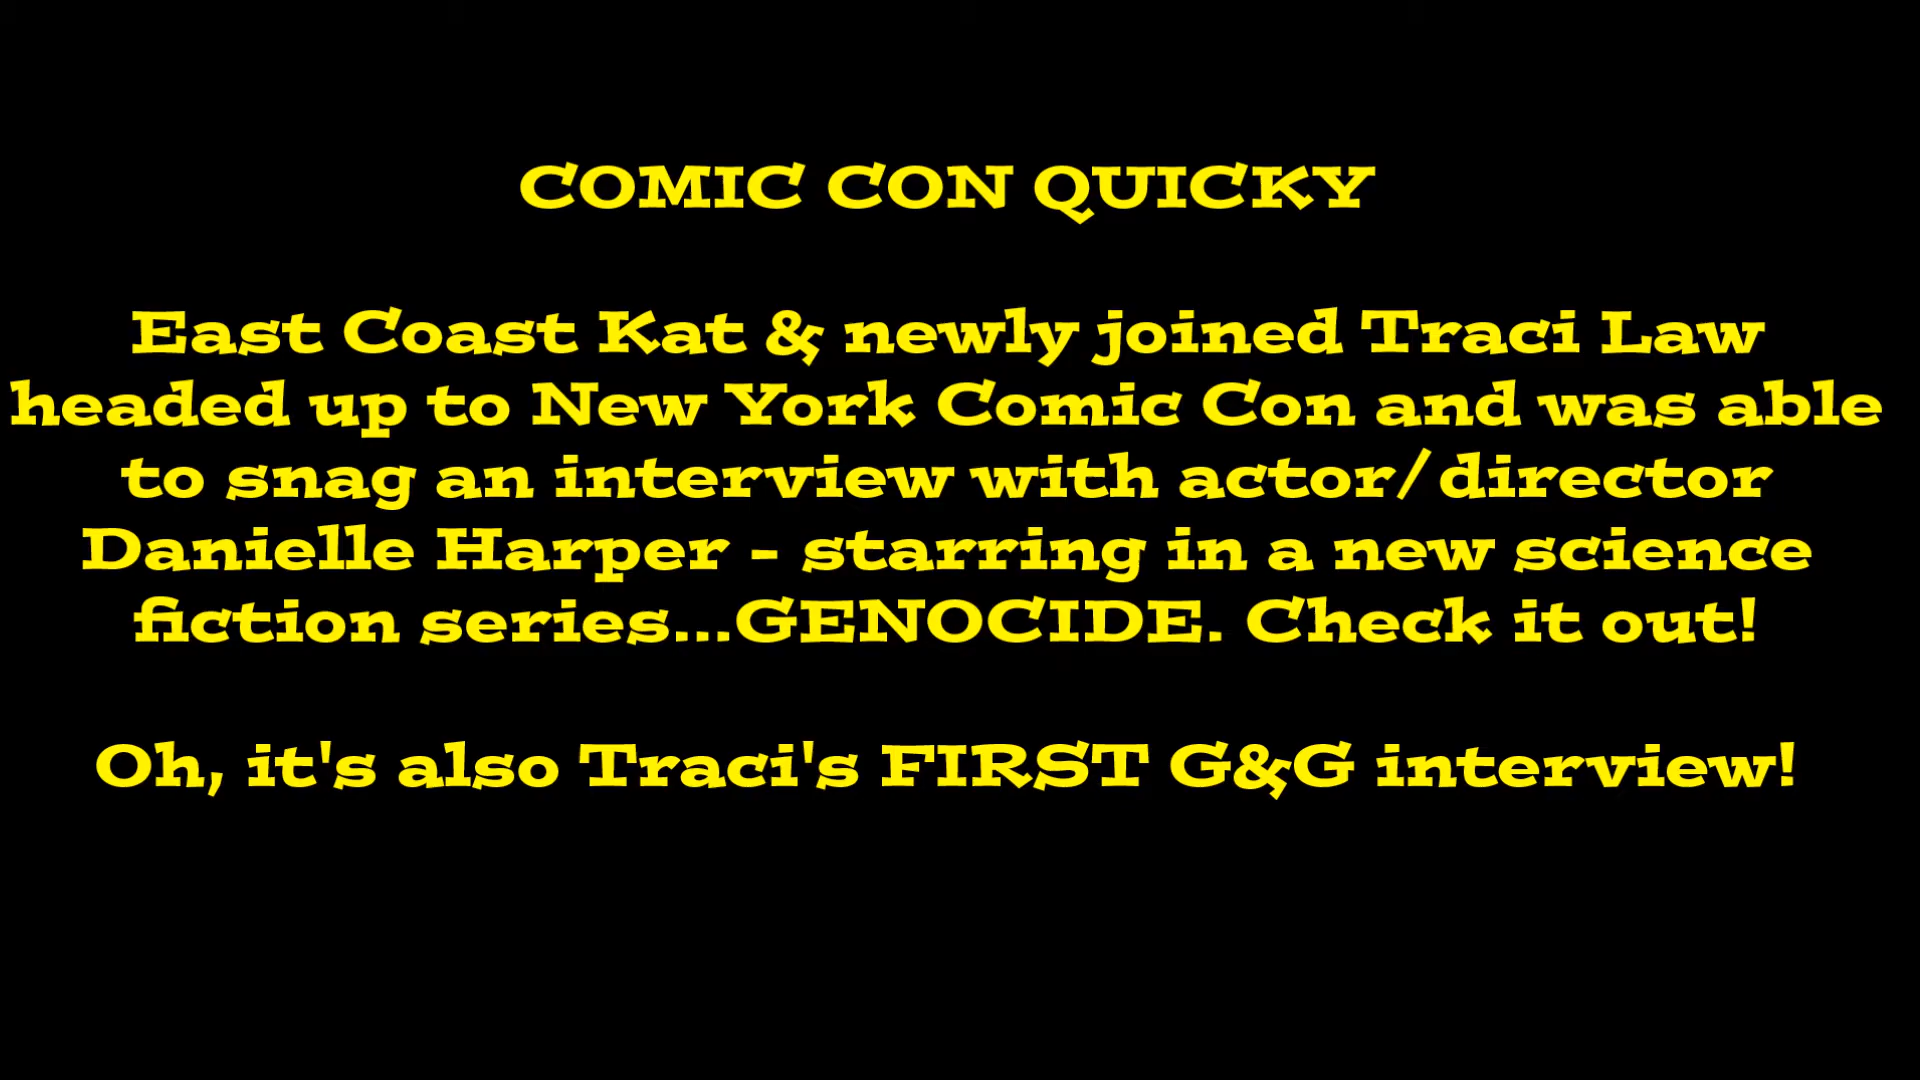 COMIC CON QUICKY
East Coast Kat & newly joined Traci Law
headed up to New York Comic Con and was able
to snag an interview with actor/director
Danielle Harper - starring in a new science
fiction series...GENOCIDE. Check it out!
Oh, it's also Traci's FIRST G&G interview!